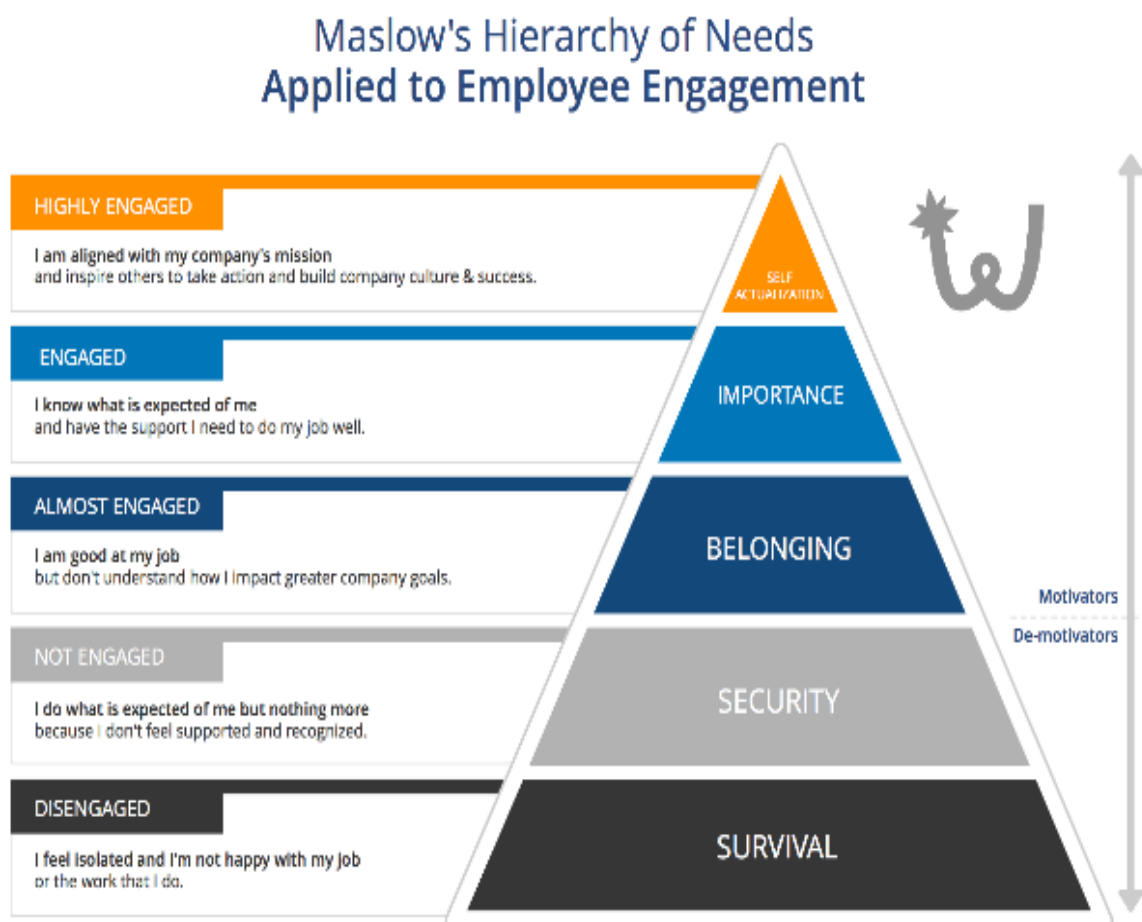 Maslow's Hierarchy of Needs
Applied to Employee Engagement
HIGHLY ENGAGED
I am aligned with my company's mission
and inspire others to take action and build company culture & success.
SELF
ACTUALIZATION
ENGAGED
I know what is expected of me
and have the support I need to do my job well.
IMPORTANCE
ALMOST ENGAGED
I am good at my job
but don't understand how I impact greater company goals.
BELONGING
Motivators
De-motivators
NOT ENGAGED
I do what is expected of me but nothing more
because I don't feel supported and recognized.
SECURITY
DISENGAGED
I feel isolated and I'm not happy with my job
or the work that I do.
SURVIVAL